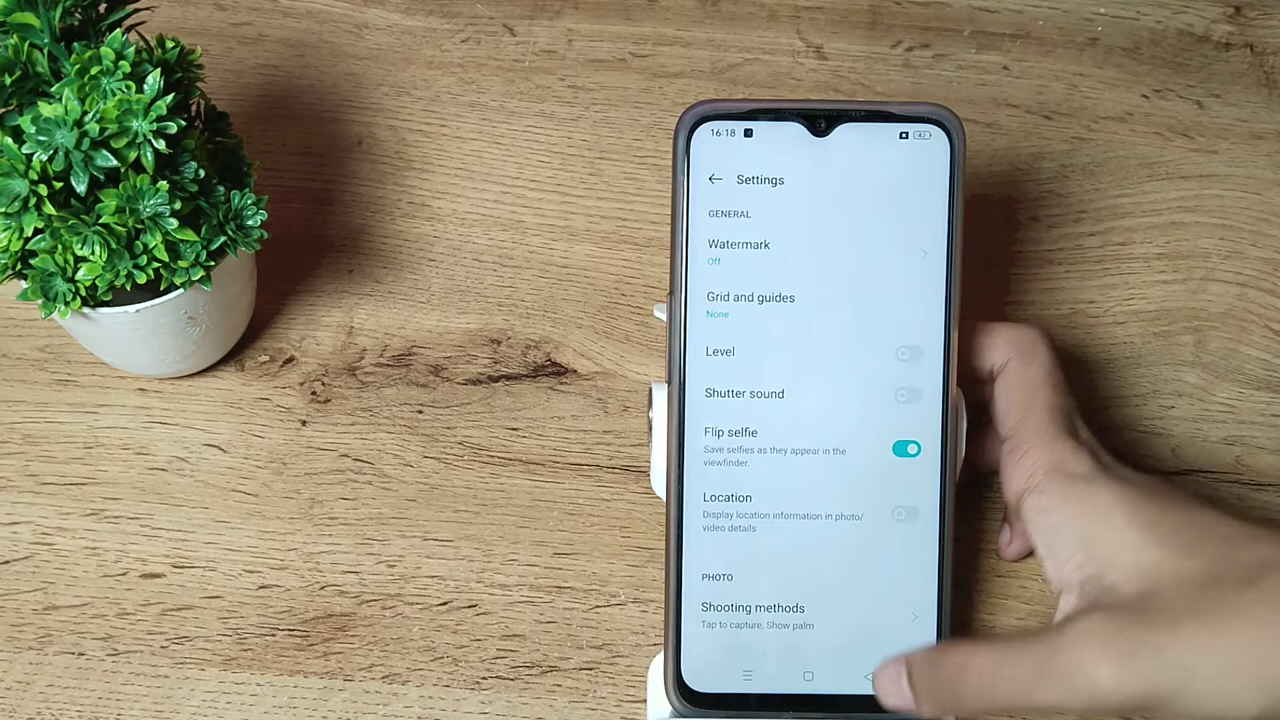 16:18
42
Settings
GENERAL
Watermark
Off
Grid and guides
None
Level
Shutter sound
Flip selfie
Save selfies as they appear in the
viewfinder.
Location
Display location information in photo/
video details
PHOTO
Shooting methods
Tap to capture, Show palm